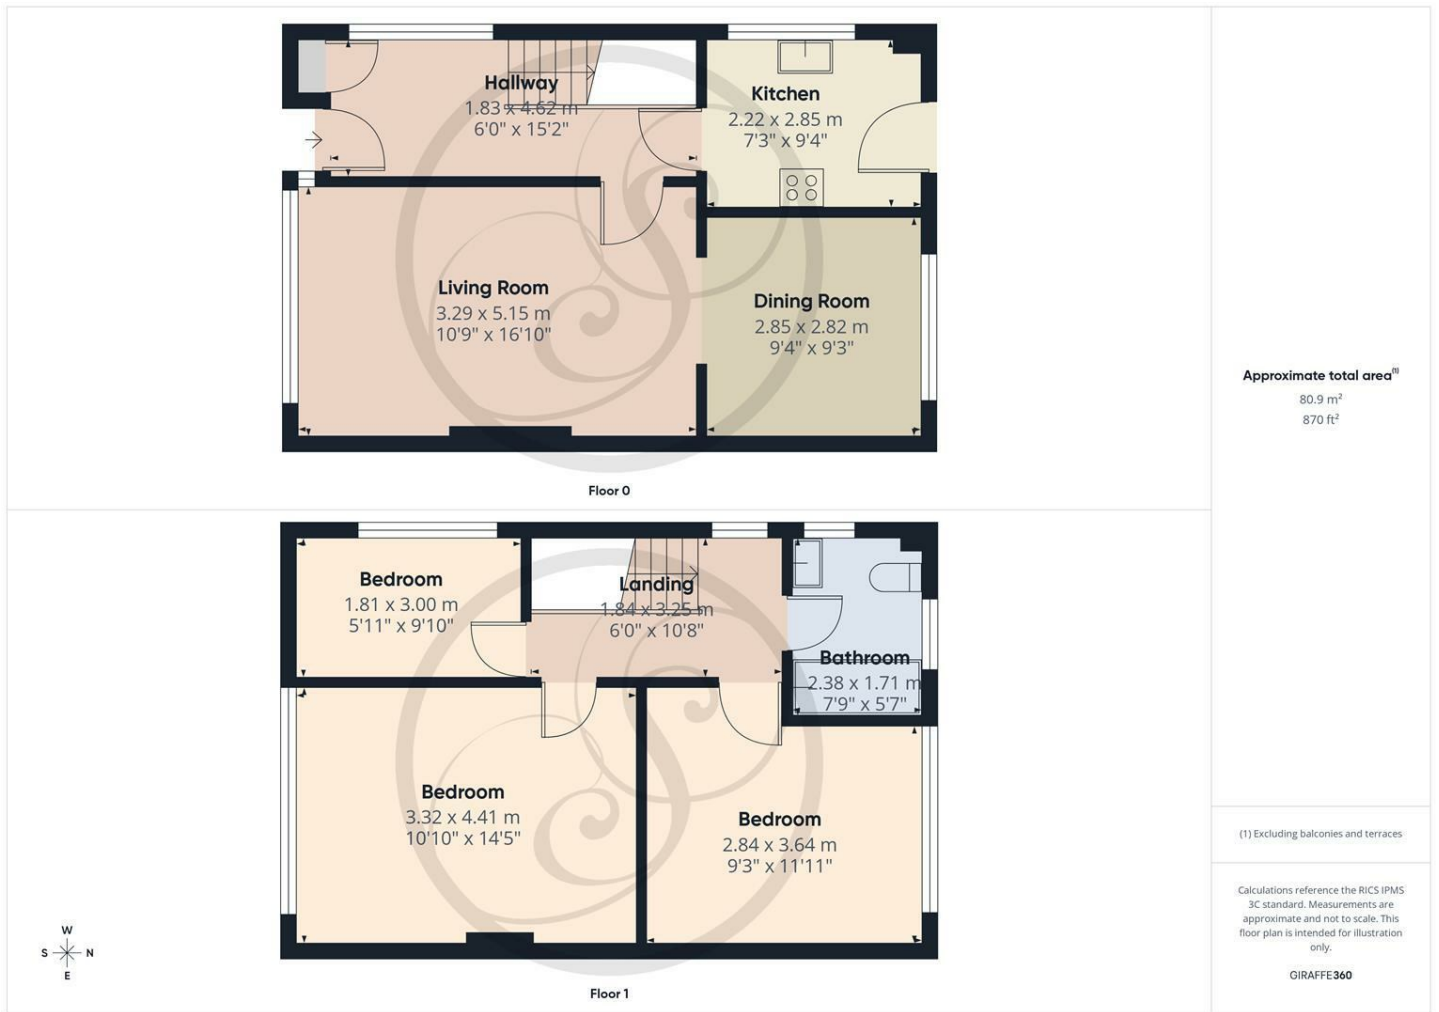 Hallway
1.83 x 4.62 m
6'0" x 15'2"
Kitchen
2.22 x 2.85 m
7'3" x 9'4"
Living Room
3.29 x 5.15 m
10'9" x 16'10"
Dining Room
2.85 x 2.82 m
9'4" x 9'3"
Floor 0
Approximate total area(1)
80.9 m²
870 ft²
Bedroom
1.81 x 3.00 m
5'11" x 9'10"
Landing
1.84 x 3.25 m
6'0" x 10'8"
Bathroom
2.38 x 1.71 m
7'9" x 5'7"
Bedroom
3.32 x 4.41 m
10'10" x 14'5"
Bedroom
2.84 x 3.64 m
9'3" x 11'11"
W
S N
E
Floor 1
(1) Excluding balconies and terraces
Calculations reference the RICS IPMS
3C standard. Measurements are
approximate and not to scale. This
floor plan is intended for illustration
only.
GIRAFFE360